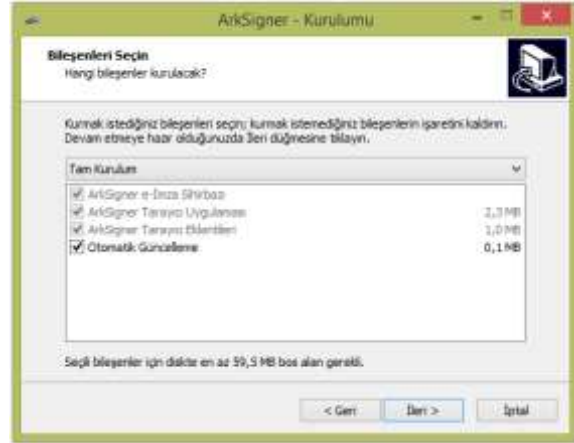 ArkSigner - Kurulumu
Bileşenleri Seçin
Hangi bileşenler kurulacak?
Kurmak istediğiniz bileşenleri seçin; kurmak istemediğiniz bileşenlerin işaretini kaldırın.
Devam etmeye hazır olduğunuzda İleri düğmesine tıklayın.
Tam Kurulum
ArkSigner e-İmza Sihirbazı
ArkSigner Tarayıcı Uygulaması 2,3 MB
ArkSigner Tarayıcı Eklentileri 1,0 MB
Otomatik Güncelleme 0,1 MB
Seçili bileşenler için diskte en az 59,5 MB boş alan gerekli.
< Geri İleri > İptal